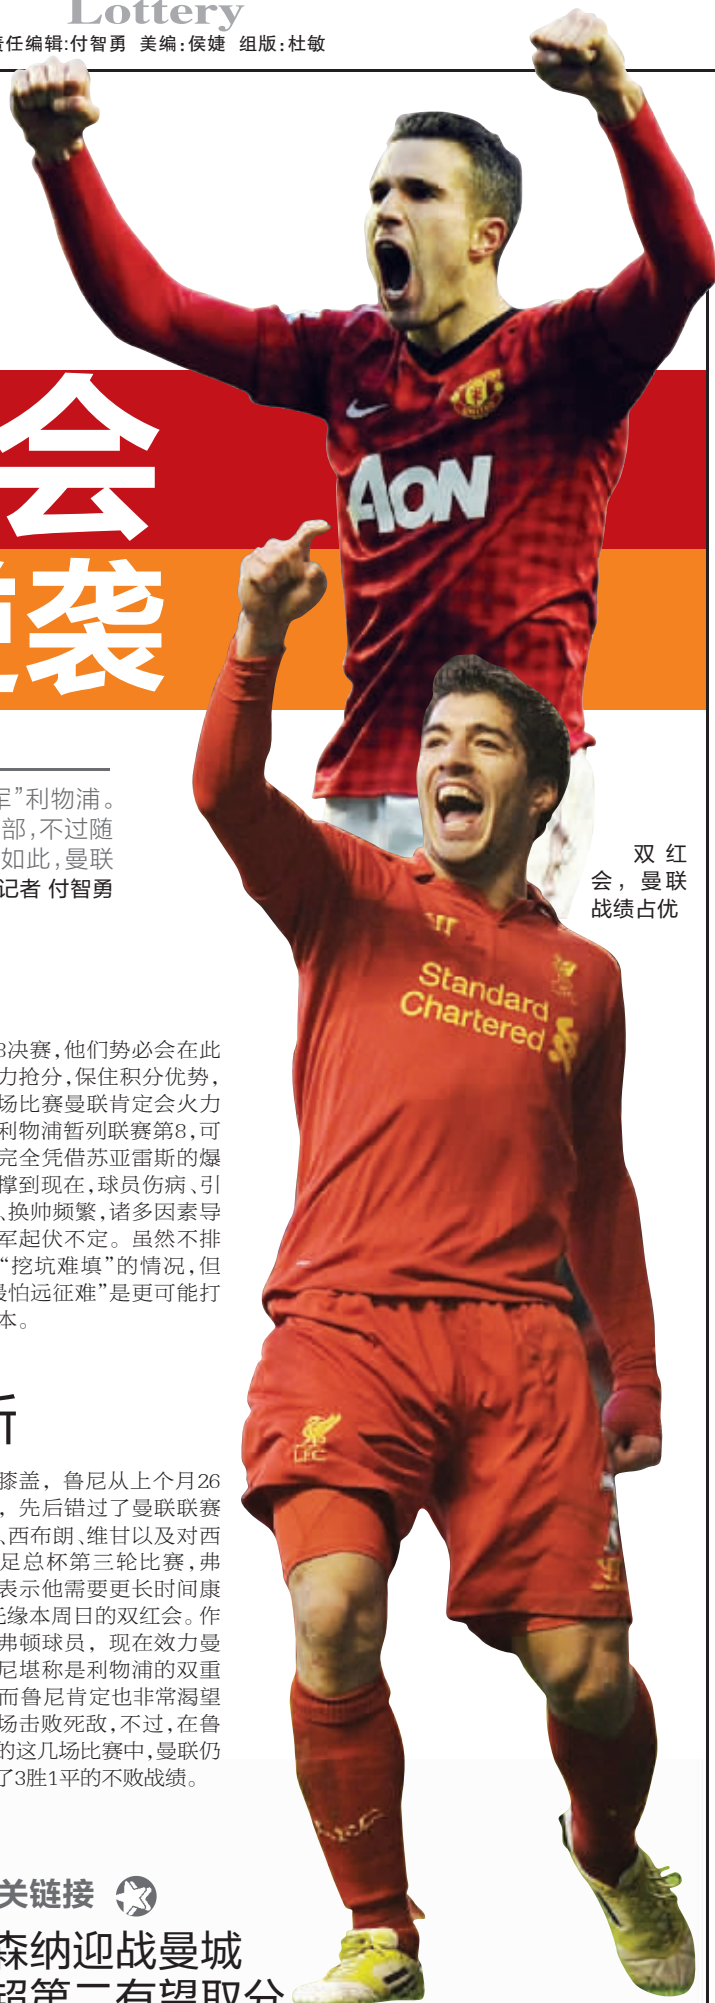 Lottery
责任编辑:付智勇 美编:侯婕 组版:杜敏
AON
会
逆袭
军”利物浦。
部,不过随
如此,曼联
记者 付智勇
双红
会，曼联
战绩占优
Standard
Chartered
3决赛,他们势必会在此
力抢分,保住积分优势,
场比赛曼联肯定会火力
利物浦暂列联赛第8,可
完全凭借苏亚雷斯的爆
撑到现在,球员伤病、引
、换帅频繁,诸多因素导
军起伏不定。虽然不排
“挖坑难填”的情况,但
最怕远征难”是更可能打
本。
LFC
膝盖，鲁尼从上个月26
，先后错过了曼联联赛
、西布朗、维甘以及对西
足总杯第三轮比赛,弗
表示他需要更长时间康
无缘本周日的双红会。作
弗顿球员，现在效力曼
尼堪称是利物浦的双重
而鲁尼肯定也非常渴望
场击败死敌,不过,在鲁
的这几场比赛中,曼联仍
了3胜1平的不败战绩。
关链接
森纳迎战曼城
超第二有望取分